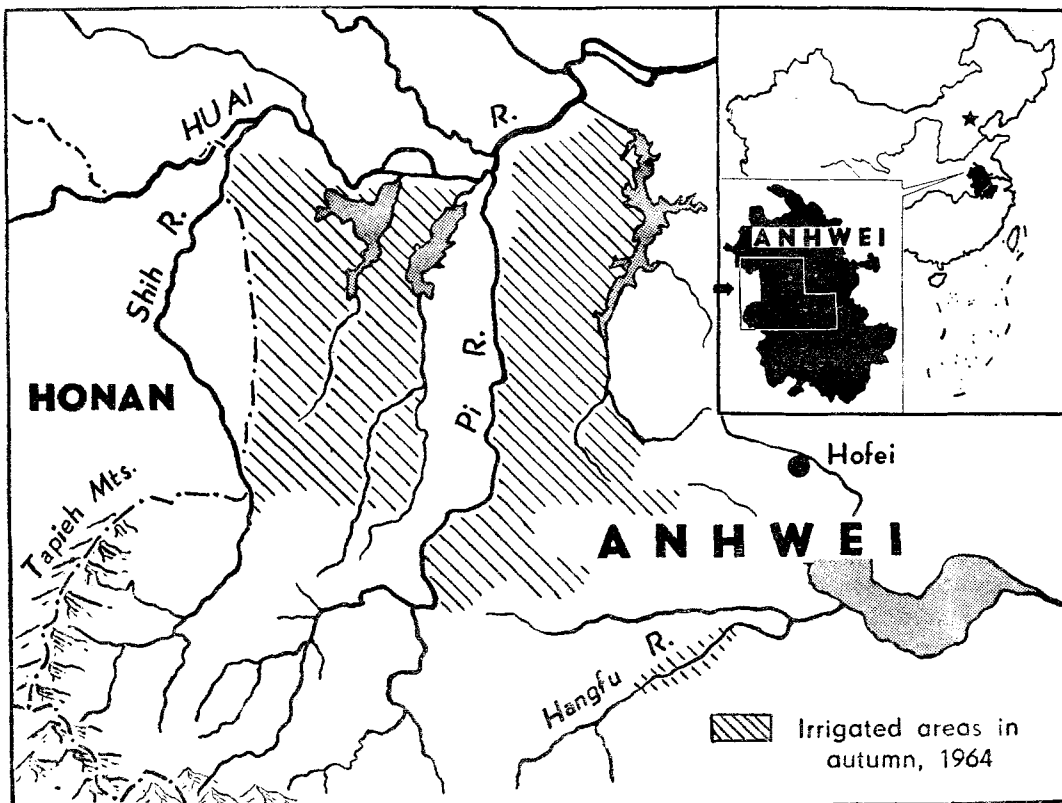 HUAI
R.
Shih R.
HONAN
Tapieh Mts.
Pi R.
ANHWEI
Hofei
ANHWEI
Hangfu R.
Irrigated areas in
autumn, 1964